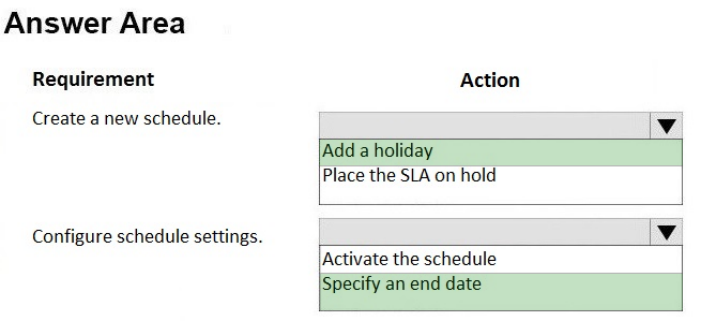 Answer Area
Requirement Action
Create a new schedule.
Add a holiday
Place the SLA on hold
Configure schedule settings.
Activate the schedule
Specify an end date